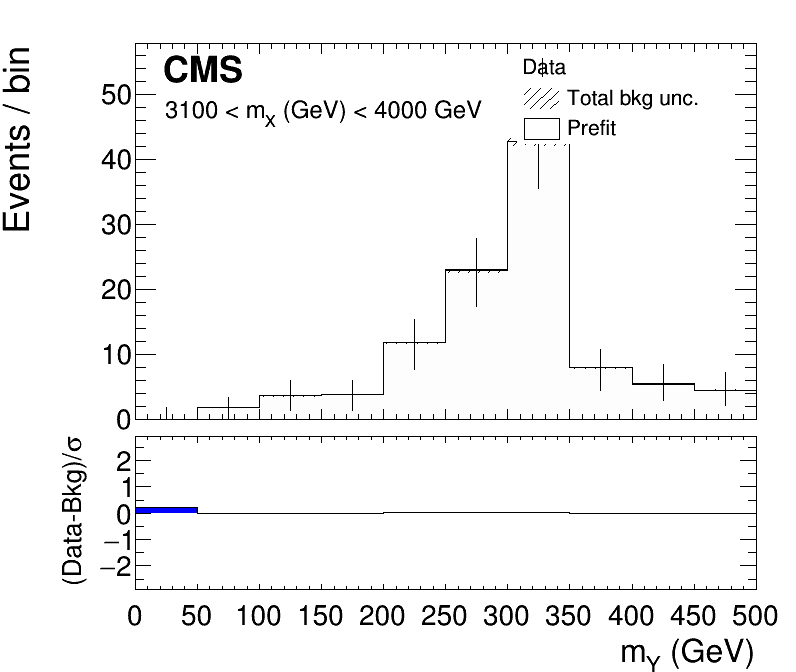 CMS
3100 < mX (GeV) < 4000 GeV
Data
Total bkg unc.
Prefit
Events / bin
50
40
30
20
10
0
(Data-Bkg)/σ
2
1
0
−1
−2
0 50 100 150 200 250 300 350 400 450 500
mY (GeV)